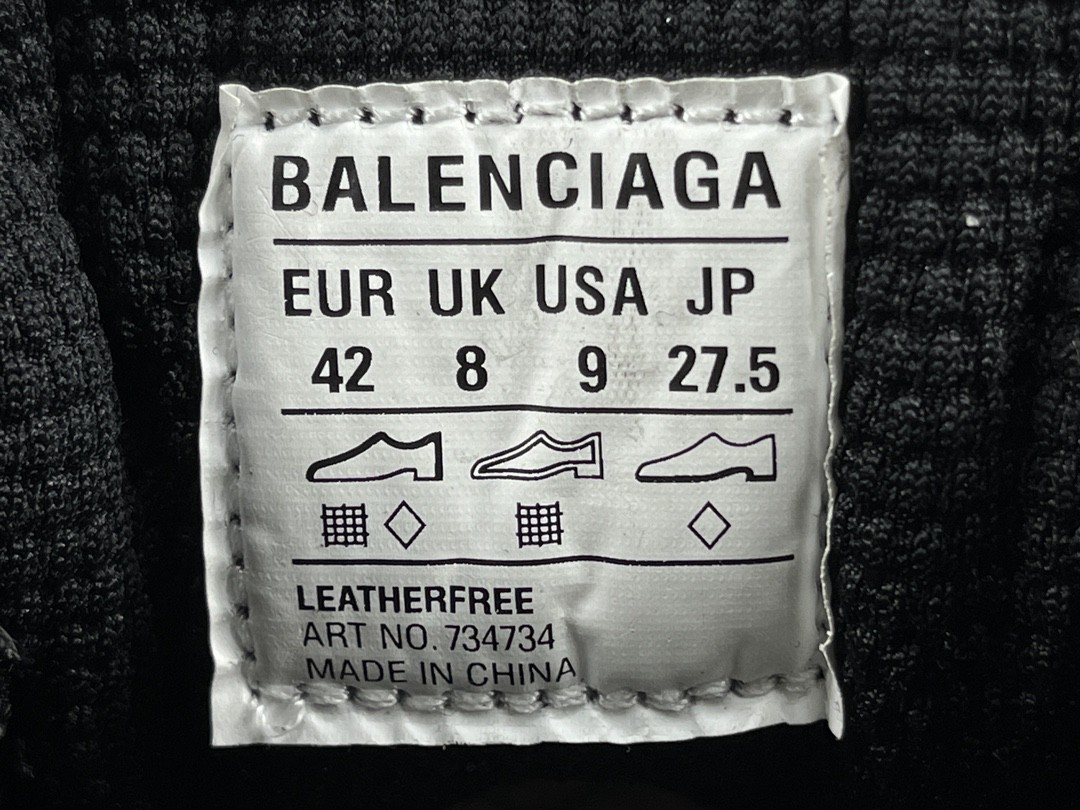 BALENCIAGA
EUR UK USA JP
42 8 9 27.5
LEATHERFREE
ART NO. 734734
MADE IN CHINA